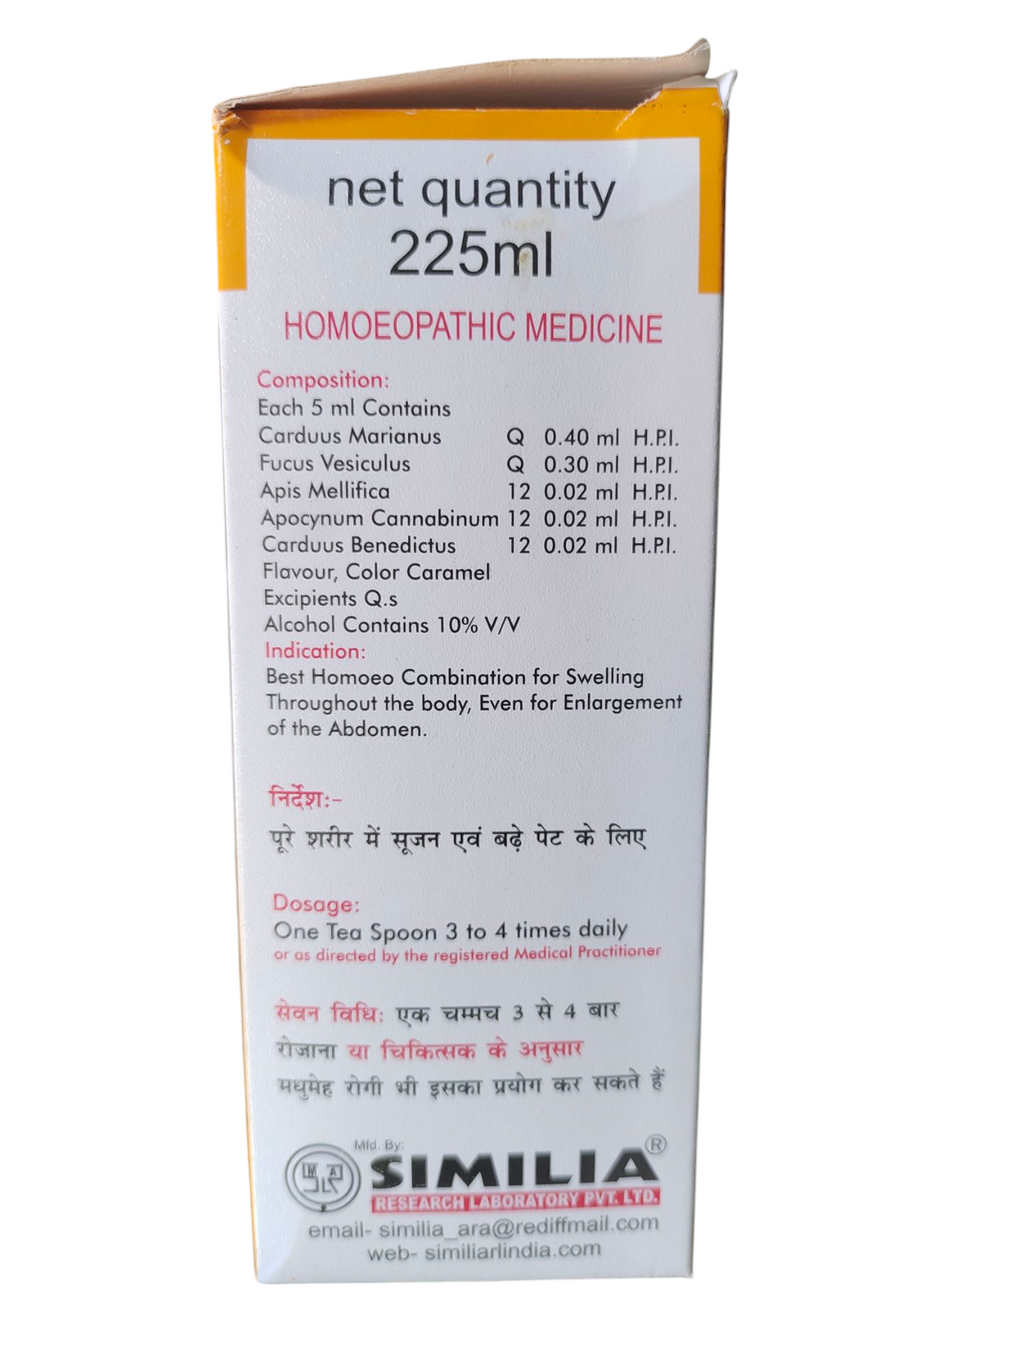 net quantity
225ml
HOMOEOPATHIC MEDICINE
Composition:
Each 5 ml Contains
Carduus Marianus Q 0.40 ml H.P.I.
Fucus Vesiculus Q 0.30 ml H.P.I.
Apis Mellifica 12 0.02 ml H.P.I.
Apocynum Cannabinum 12 0.02 ml H.P.I.
Carduus Benedictus 12 0.02 ml H.P.I.
Flavour, Color Caramel
Excipients Q.s
Alcohol Contains 10% V/V
Indication:
Best Homoeo Combination for Swelling
Throughout the body, Even for Enlargement
of the Abdomen.
निर्देशः-
पूरे शरीर में सूजन एवं बढ़े पेट के लिए
Dosage:
One Tea Spoon 3 to 4 times daily
or as directed by the registered Medical Practitioner
सेवन विधिः एक चम्मच 3 से 4 बार
रोजाना या चिकित्सक के अनुसार
मधुमेह रोगी भी इसका प्रयोग कर सकते हैं
Mfd. By:
SIMILIA®
RESEARCH LABORATORY PVT. LTD.
email- similia_ara@rediffmail.com
web- similiarlindia.com